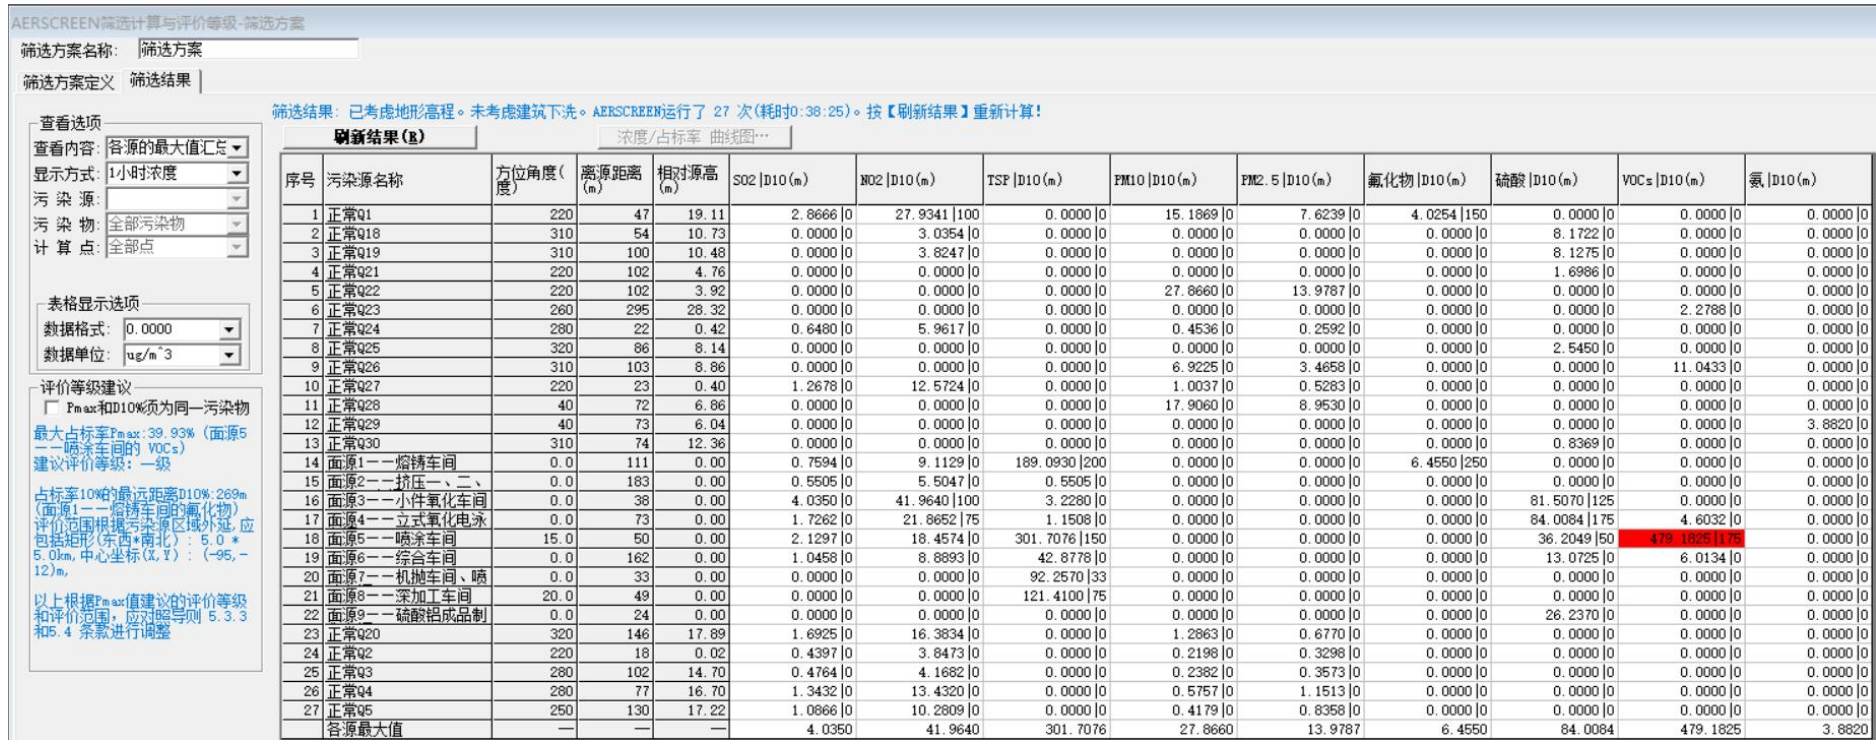 AERSCREEN筛选计算与评价等级-筛选方案
筛选方案名称: 筛选方案
筛选方案定义 筛选结果
筛选结果: 已考虑地形高程。未考虑建筑下洗。AERSCREEN运行了 27 次(耗时0:38:25)。按【刷新结果】重新计算!
刷新结果(R) 浓度/占标率 曲线图…
查看选项
查看内容: 各源的最大值汇总
显示方式: 1小时浓度
污 染 源:
污 染 物: 全部污染物
计 算 点: 全部点
表格显示选项
数据格式: 0.0000
数据单位: ug/m^3
评价等级建议
Pmax和D10%须为同一污染物
最大占标率Pmax:39.93% (面源5
——喷涂车间的 VOCs)
建议评价等级: 一级
占标率10%的最远距离D10%:269m
(面源1——熔铸车间的氟化物)
评价范围根据污染源区域外延,应
包括矩形(东西*南北): 5.0 *
5.0km,中心坐标(X,Y): (-95,-
12)m,
以上根据Pmax值建议的评价等级
和评价范围, 应对照导则 5.3.3
和5.4 条款进行调整
序号 污染源名称 方位角度(度) 离源距离(m) 相对源高(m) SO2|D10(m) NO2|D10(m) TSP|D10(m) PM10|D10(m) PM2.5|D10(m) 氟化物|D10(m) 硫酸|D10(m) VOCs|D10(m) 氨|D10(m)
1 正常Q1 220 47 19.11 2.8666|0 27.9341|100 0.0000|0 15.1869|0 7.6239|0 4.0254|150 0.0000|0 0.0000|0 0.0000|0
2 正常Q18 310 54 10.73 0.0000|0 3.0354|0 0.0000|0 0.0000|0 0.0000|0 0.0000|0 8.1722|0 0.0000|0 0.0000|0
3 正常Q19 310 100 10.48 0.0000|0 3.8247|0 0.0000|0 0.0000|0 0.0000|0 0.0000|0 8.1275|0 0.0000|0 0.0000|0
4 正常Q21 220 102 4.76 0.0000|0 0.0000|0 0.0000|0 0.0000|0 0.0000|0 0.0000|0 1.6986|0 0.0000|0 0.0000|0
5 正常Q22 220 102 3.92 0.0000|0 0.0000|0 0.0000|0 27.8660|0 13.9787|0 0.0000|0 0.0000|0 0.0000|0 0.0000|0
6 正常Q23 260 295 28.32 0.0000|0 0.0000|0 0.0000|0 0.0000|0 0.0000|0 0.0000|0 0.0000|0 2.2788|0 0.0000|0
7 正常Q24 280 22 0.42 0.6480|0 5.9617|0 0.0000|0 0.4536|0 0.2592|0 0.0000|0 0.0000|0 0.0000|0 0.0000|0
8 正常Q25 320 86 8.14 0.0000|0 0.0000|0 0.0000|0 0.0000|0 0.0000|0 0.0000|0 2.5450|0 0.0000|0 0.0000|0
9 正常Q26 310 103 8.86 0.0000|0 0.0000|0 0.0000|0 6.9225|0 3.4658|0 0.0000|0 0.0000|0 11.0433|0 0.0000|0
10 正常Q27 220 23 0.40 1.2678|0 12.5724|0 0.0000|0 1.0037|0 0.5283|0 0.0000|0 0.0000|0 0.0000|0 0.0000|0
11 正常Q28 40 72 6.86 0.0000|0 0.0000|0 0.0000|0 17.9060|0 8.9530|0 0.0000|0 0.0000|0 0.0000|0 0.0000|0
12 正常Q29 40 73 6.04 0.0000|0 0.0000|0 0.0000|0 0.0000|0 0.0000|0 0.0000|0 0.0000|0 0.0000|0 3.8820|0
13 正常Q30 310 74 12.36 0.0000|0 0.0000|0 0.0000|0 0.0000|0 0.0000|0 0.0000|0 0.8369|0 0.0000|0 0.0000|0
14 面源1——熔铸车间 0.0 111 0.00 0.7594|0 9.1129|0 189.0930|200 0.0000|0 0.0000|0 6.4550|250 0.0000|0 0.0000|0 0.0000|0
15 面源2——挤压一、二、 0.0 183 0.00 0.5505|0 5.5047|0 0.5505|0 0.0000|0 0.0000|0 0.0000|0 0.0000|0 0.0000|0 0.0000|0
16 面源3——小件氧化车间 0.0 38 0.00 4.0350|0 41.9640|100 3.2280|0 0.0000|0 0.0000|0 0.0000|0 81.5070|125 0.0000|0 0.0000|0
17 面源4——立式氧化电泳 0.0 73 0.00 1.7262|0 21.8652|75 1.1508|0 0.0000|0 0.0000|0 0.0000|0 84.0084|175 4.6032|0 0.0000|0
18 面源5——喷涂车间 15.0 50 0.00 2.1297|0 18.4574|0 301.7076|150 0.0000|0 0.0000|0 0.0000|0 36.2049|50 479.1825|175 0.0000|0
19 面源6——综合车间 0.0 162 0.00 1.0458|0 8.8893|0 42.8778|0 0.0000|0 0.0000|0 0.0000|0 13.0725|0 6.0134|0 0.0000|0
20 面源7——机抛车间、喷 0.0 33 0.00 0.0000|0 0.0000|0 92.2570|33 0.0000|0 0.0000|0 0.0000|0 0.0000|0 0.0000|0 0.0000|0
21 面源8——深加工车间 20.0 49 0.00 0.0000|0 0.0000|0 121.4100|75 0.0000|0 0.0000|0 0.0000|0 0.0000|0 0.0000|0 0.0000|0
22 面源9——硫酸铝成品制 0.0 24 0.00 0.0000|0 0.0000|0 0.0000|0 0.0000|0 0.0000|0 0.0000|0 26.2370|0 0.0000|0 0.0000|0
23 正常Q20 320 146 17.89 1.6925|0 16.3834|0 0.0000|0 1.2863|0 0.6770|0 0.0000|0 0.0000|0 0.0000|0 0.0000|0
24 正常Q2 220 18 0.02 0.4397|0 3.8473|0 0.0000|0 0.2198|0 0.3298|0 0.0000|0 0.0000|0 0.0000|0 0.0000|0
25 正常Q3 280 102 14.70 0.4764|0 4.1682|0 0.0000|0 0.2382|0 0.3573|0 0.0000|0 0.0000|0 0.0000|0 0.0000|0
26 正常Q4 280 77 16.70 1.3432|0 13.4320|0 0.0000|0 0.5757|0 1.1513|0 0.0000|0 0.0000|0 0.0000|0 0.0000|0
27 正常Q5 250 130 17.22 1.0866|0 10.2809|0 0.0000|0 0.4179|0 0.8358|0 0.0000|0 0.0000|0 0.0000|0 0.0000|0
各源最大值 — — — 4.0350 41.9640 301.7076 27.8660 13.9787 6.4550 84.0084 479.1825 3.8820